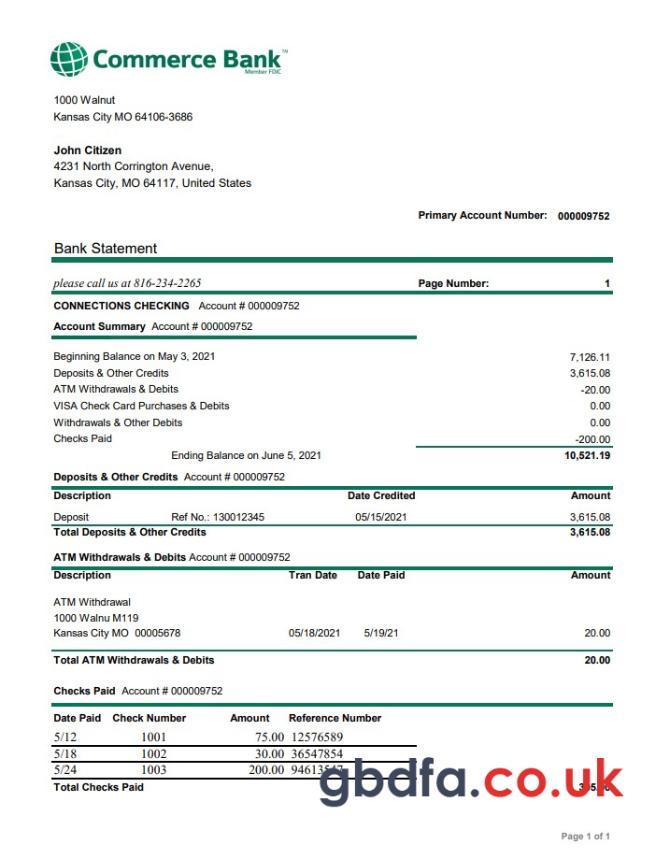 Commerce Bank™
Member FDIC
1000 Walnut
Kansas City MO 64106-3686
John Citizen
4231 North Corrington Avenue,
Kansas City, MO 64117, United States
Primary Account Number: 000009752
Bank Statement
please call us at 816-234-2265 Page Number: 1
CONNECTIONS CHECKING Account # 000009752
Account Summary Account # 000009752
Beginning Balance on May 3, 2021 7,126.11
Deposits & Other Credits 3,615.08
ATM Withdrawals & Debits -20.00
VISA Check Card Purchases & Debits 0.00
Withdrawals & Other Debits 0.00
Checks Paid -200.00
Ending Balance on June 5, 2021 10,521.19
Deposits & Other Credits Account # 000009752
Description Date Credited Amount
Deposit Ref No.: 130012345 05/15/2021 3,615.08
Total Deposits & Other Credits 3,615.08
ATM Withdrawals & Debits Account # 000009752
Description Tran Date Date Paid Amount
ATM Withdrawal
1000 Walnu M119
Kansas City MO 00005678 05/18/2021 5/19/21 20.00
Total ATM Withdrawals & Debits 20.00
Checks Paid Account # 000009752
Date Paid Check Number Amount Reference Number
5/12 1001 75.00 12576589
5/18 1002 30.00 36547854
5/24 1003 200.00
gbdfa.co.uk
Total Checks Paid
Page 1 of 1